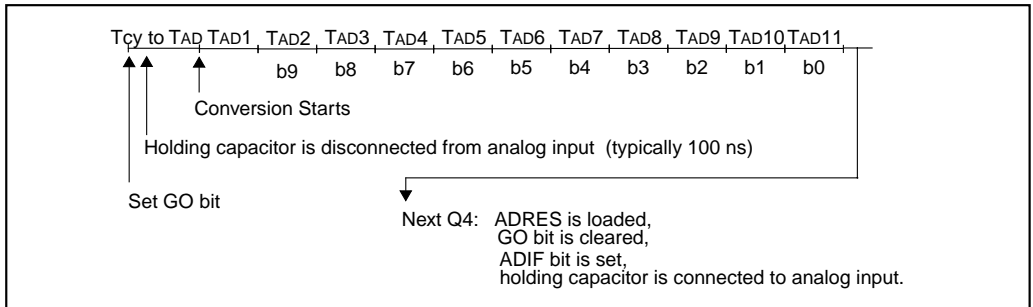 Tcy to TAD TAD1 TAD2 TAD3 TAD4 TAD5 TAD6 TAD7 TAD8 TAD9 TAD10 TAD11
b9 b8 b7 b6 b5 b4 b3 b2 b1 b0
Conversion Starts
Holding capacitor is disconnected from analog input (typically 100 ns)
Set GO bit
Next Q4: ADRES is loaded,
GO bit is cleared,
ADIF bit is set,
holding capacitor is connected to analog input.